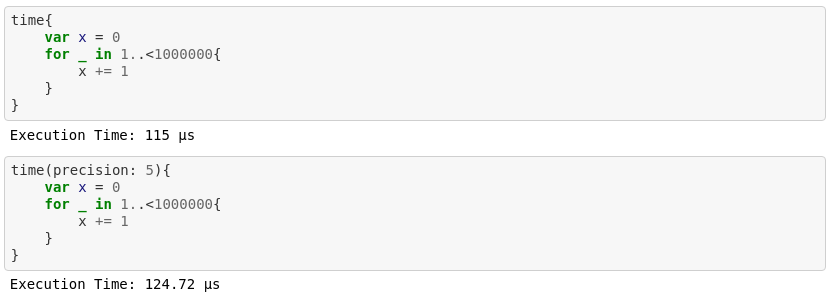 time{
    var x = 0
    for _ in 1..<1000000{
        x += 1
    }
}
Execution Time: 115 µs
time(precision: 5){
    var x = 0
    for _ in 1..<1000000{
        x += 1
    }
}
Execution Time: 124.72 µs